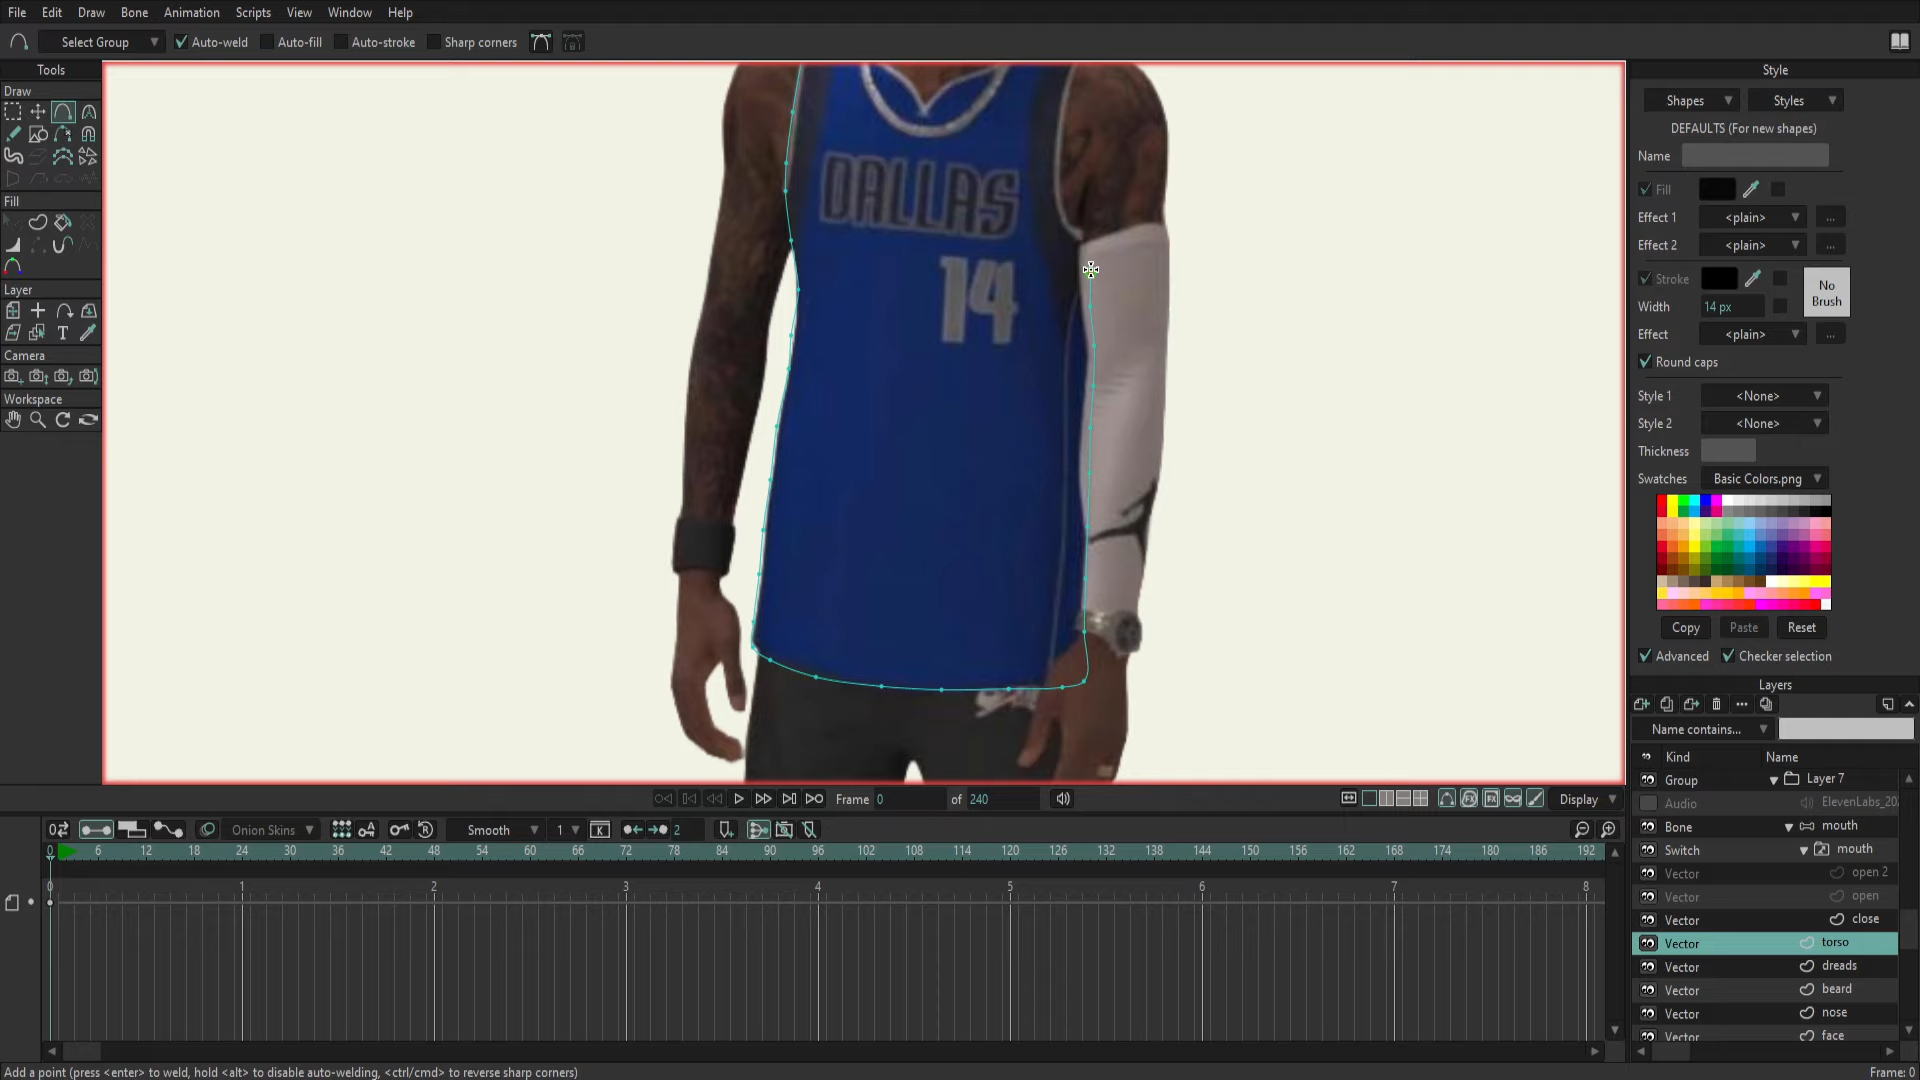 File Edit Draw Bone Animation Scripts View Window Help
Select Group Auto-weld Auto-fill Auto-stroke Sharp corners
Tools
Draw
Fill
Layer
Camera
Workspace
DALLAS
14
Style
Shapes Styles
DEFAULTS (For new shapes)
Name
Fill
Effect 1 <plain> ...
Effect 2 <plain> ...
Stroke
No Brush
Width 14 px
Effect <plain> ...
Round caps
Style 1 <None>
Style 2 <None>
Thickness
Swatches Basic Colors.png
Copy Paste Reset
Advanced Checker selection
Layers
Name contains...
Kind Name
Group Layer 7
Audio ElevenLabs_20
Bone mouth
Switch mouth
Vector open 2
Vector open
Vector close
Vector torso
Vector dreads
Vector beard
Vector nose
Vector face
Frame 0 of 240 Display
Onion Skins Smooth 1 2
0 6 12 18 24 30 36 42 48 54 60 66 72 78 84 90 96 102 108 114 120 126 132 138 144 150 156 162 168 174 180 186 192
0 1 2 3 4 5 6 7 8
Add a point (press <enter> to weld, hold <alt> to disable auto-welding, <ctrl/cmd> to reverse sharp corners) Frame: 0